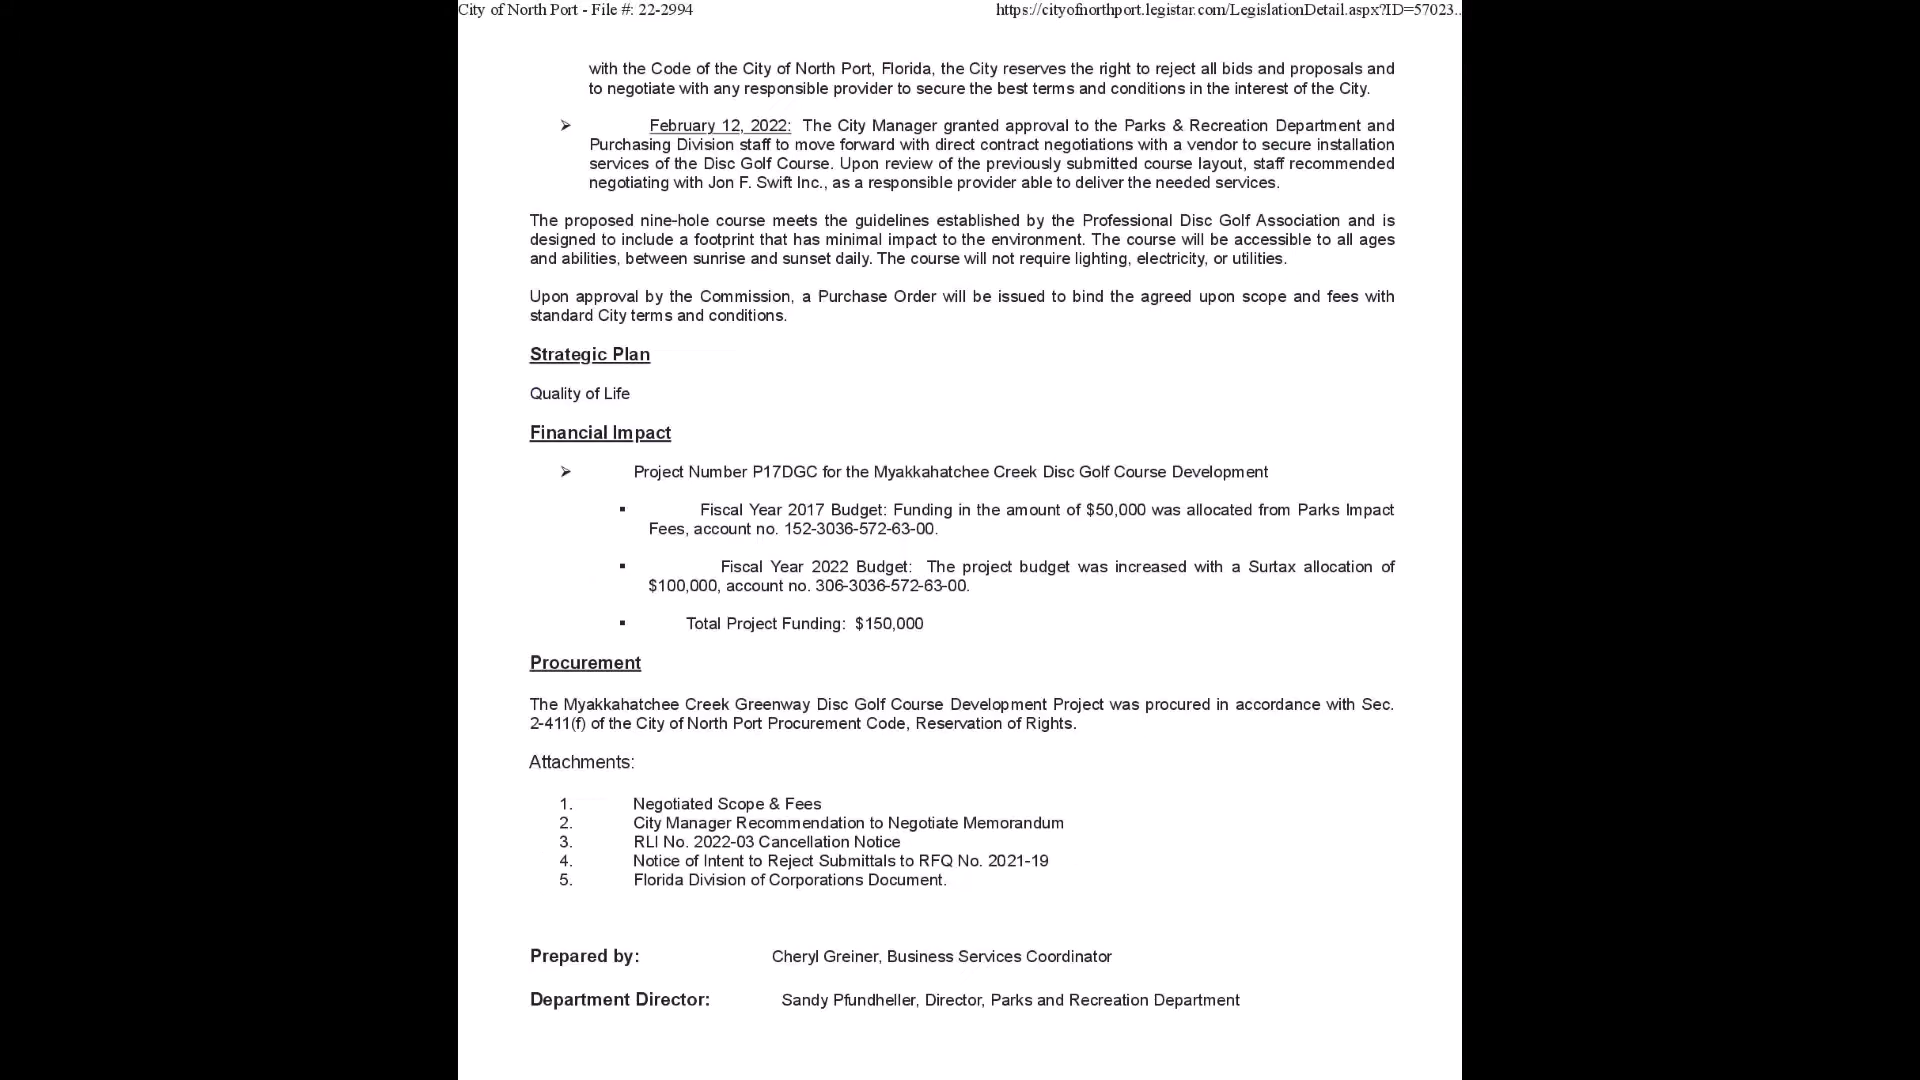 City of North Port - File #: 22-2994 https://cityofnorthport.legistar.com/LegislationDetail.aspx?ID=57023..
with the Code of the City of North Port, Florida, the City reserves the right to reject all bids and proposals and
to negotiate with any responsible provider to secure the best terms and conditions in the interest of the City.
➢ February 12, 2022: The City Manager granted approval to the Parks & Recreation Department and
Purchasing Division staff to move forward with direct contract negotiations with a vendor to secure installation
services of the Disc Golf Course. Upon review of the previously submitted course layout, staff recommended
negotiating with Jon F. Swift Inc., as a responsible provider able to deliver the needed services.
The proposed nine-hole course meets the guidelines established by the Professional Disc Golf Association and is
designed to include a footprint that has minimal impact to the environment. The course will be accessible to all ages
and abilities, between sunrise and sunset daily. The course will not require lighting, electricity, or utilities.
Upon approval by the Commission, a Purchase Order will be issued to bind the agreed upon scope and fees with
standard City terms and conditions.
Strategic Plan
Quality of Life
Financial Impact
➢ Project Number P17DGC for the Myakkahatchee Creek Disc Golf Course Development
▪ Fiscal Year 2017 Budget: Funding in the amount of $50,000 was allocated from Parks Impact
Fees, account no. 152-3036-572-63-00.
▪ Fiscal Year 2022 Budget: The project budget was increased with a Surtax allocation of
$100,000, account no. 306-3036-572-63-00.
▪ Total Project Funding: $150,000
Procurement
The Myakkahatchee Creek Greenway Disc Golf Course Development Project was procured in accordance with Sec.
2-411(f) of the City of North Port Procurement Code, Reservation of Rights.
Attachments:
1. Negotiated Scope & Fees
2. City Manager Recommendation to Negotiate Memorandum
3. RLI No. 2022-03 Cancellation Notice
4. Notice of Intent to Reject Submittals to RFQ No. 2021-19
5. Florida Division of Corporations Document.
Prepared by: Cheryl Greiner, Business Services Coordinator
Department Director: Sandy Pfundheller, Director, Parks and Recreation Department